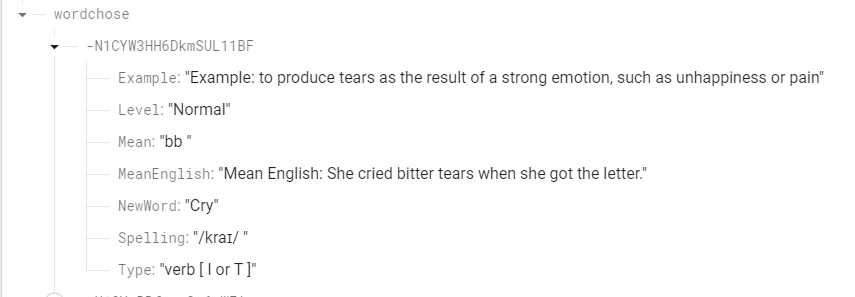 wordchose
-N1CYW3HH6DkmSUL11BF
Example: "Example: to produce tears as the result of a strong emotion, such as unhappiness or pain"
Level: "Normal"
Mean: "bb "
MeanEnglish: "Mean English: She cried bitter tears when she got the letter."
NewWord: "Cry"
Spelling: "/kraɪ/ "
Type: "verb [ I or T ]"